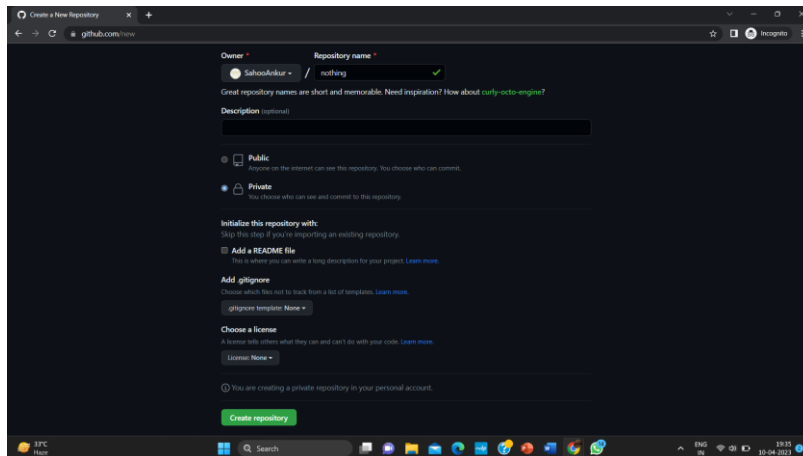 Create a New Repository
github.com/new
Incognito
Owner *
Repository name *
SahooAnkur
/
nothing
Great repository names are short and memorable. Need inspiration? How about curly-octo-engine?
Description (optional)
Public
Anyone on the internet can see this repository. You choose who can commit.
Private
You choose who can see and commit to this repository.
Initialize this repository with:
Skip this step if you're importing an existing repository.
Add a README file
This is where you can write a long description for your project. Learn more.
Add .gitignore
Choose which files not to track from a list of templates. Learn more.
.gitignore template: None
Choose a license
A license tells others what they can and can't do with your code. Learn more.
License: None
You are creating a private repository in your personal account.
Create repository
33°C
Haze
Search
ENG
IN
19:35
10-04-2023